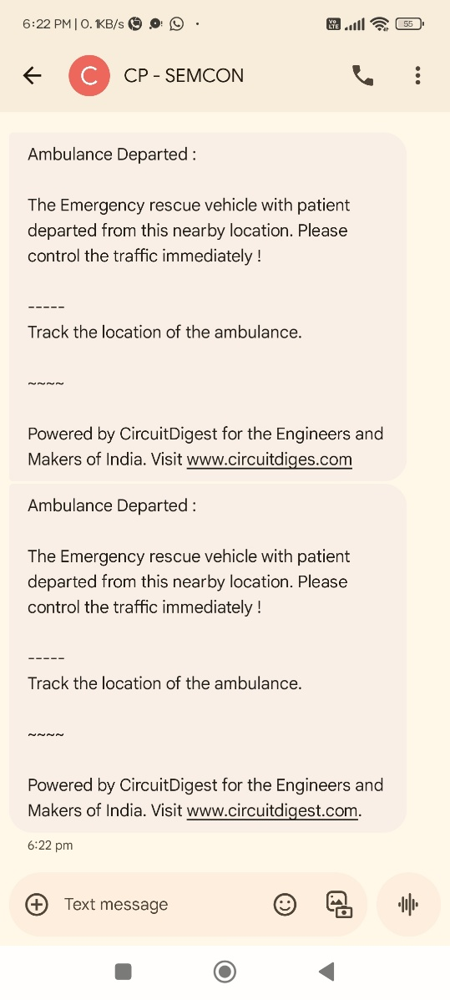 6:22 PM | 0.1KB/s
Vo LTE
55
C
CP - SEMCON
Ambulance Departed :
The Emergency rescue vehicle with patient
departed from this nearby location. Please
control the traffic immediately !
-----
Track the location of the ambulance.
~~~~
Powered by CircuitDigest for the Engineers and
Makers of India. Visit www.circuitdiges.com
Ambulance Departed :
The Emergency rescue vehicle with patient
departed from this nearby location. Please
control the traffic immediately !
-----
Track the location of the ambulance.
~~~~
Powered by CircuitDigest for the Engineers and
Makers of India. Visit www.circuitdigest.com.
6:22 pm
Text message